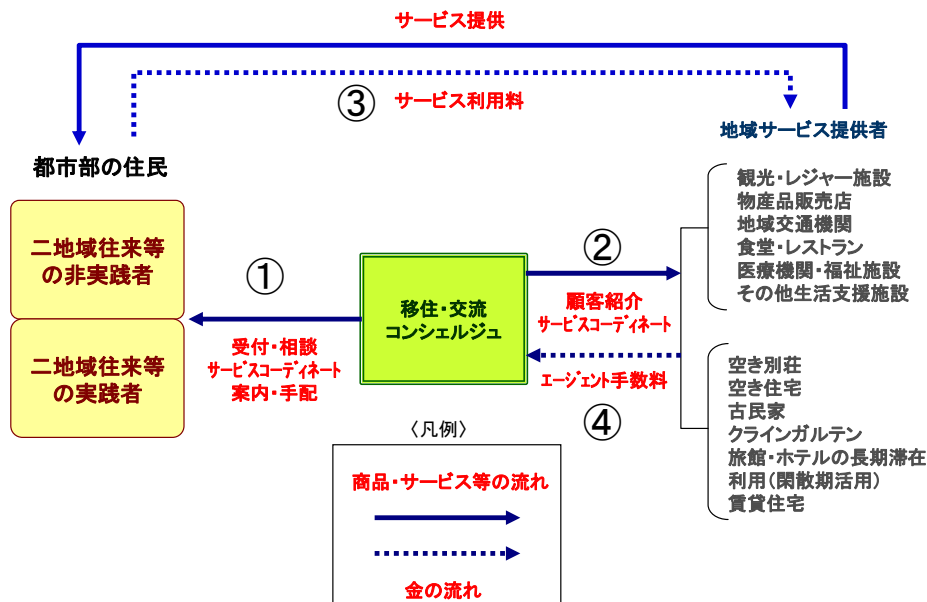 サービス提供
③
サービス利用料
地域サービス提供者
都市部の住民
二地域往来等
の非実践者
二地域往来等
の実践者
①
受付・相談
サービスコーディネート
案内・手配
移住・交流
コンシェルジュ
②
顧客紹介
サービスコーディネート
エージェント手数料
④
観光・レジャー施設
物産品販売店
地域交通機関
食堂・レストラン
医療機関・福祉施設
その他生活支援施設
空き別荘
空き住宅
古民家
クラインガルテン
旅館・ホテルの長期滞在
利用(閑散期活用)
賃貸住宅
〈凡例〉
商品・サービス等の流れ
金の流れ